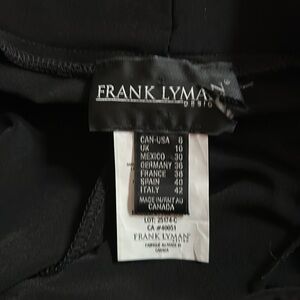 FRANK LYMAN
DESIGN
CAN-USA 6
UK 10
MEXICO 30
GERMANY 36
FRANCE 38
SPAIN 40
ITALY 42
MADE IN/FAIT AU
CANADA
LOT: 25174-C
CA #40051
FRANK LYMAN
CANADA